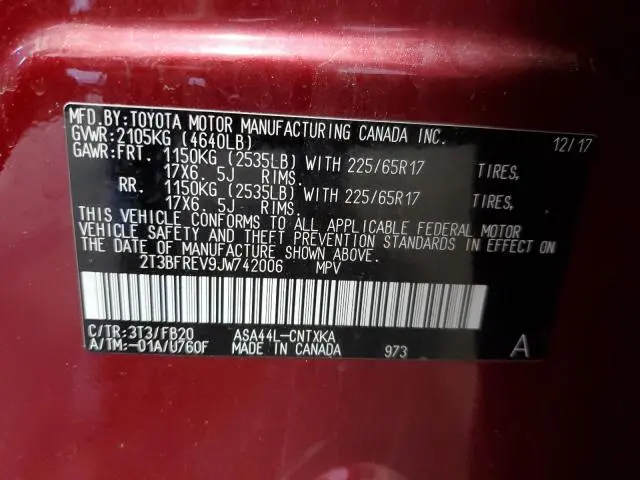 MFD.BY:TOYOTA MOTOR MANUFACTURING CANADA INC. 12/17
GVWR:2105KG (4640LB)
GAWR:FRT. 1150KG (2535LB) WITH 225/65R17 TIRES,
17X6.5J RIMS.
RR. 1150KG (2535LB) WITH 225/65R17 TIRES,
17X6.5J RIMS.
THIS VEHICLE CONFORMS TO ALL APPLICABLE FEDERAL MOTOR
VEHICLE SAFETY AND THEFT PREVENTION STANDARDS IN EFFECT ON
THE DATE OF MANUFACTURE SHOWN ABOVE.
2T3BFREV9JW742006 MPV
C/TR:3T3/FB20 ASA44L-CNTXKA
A/TM:-01A/U760F MADE IN CANADA 973 A